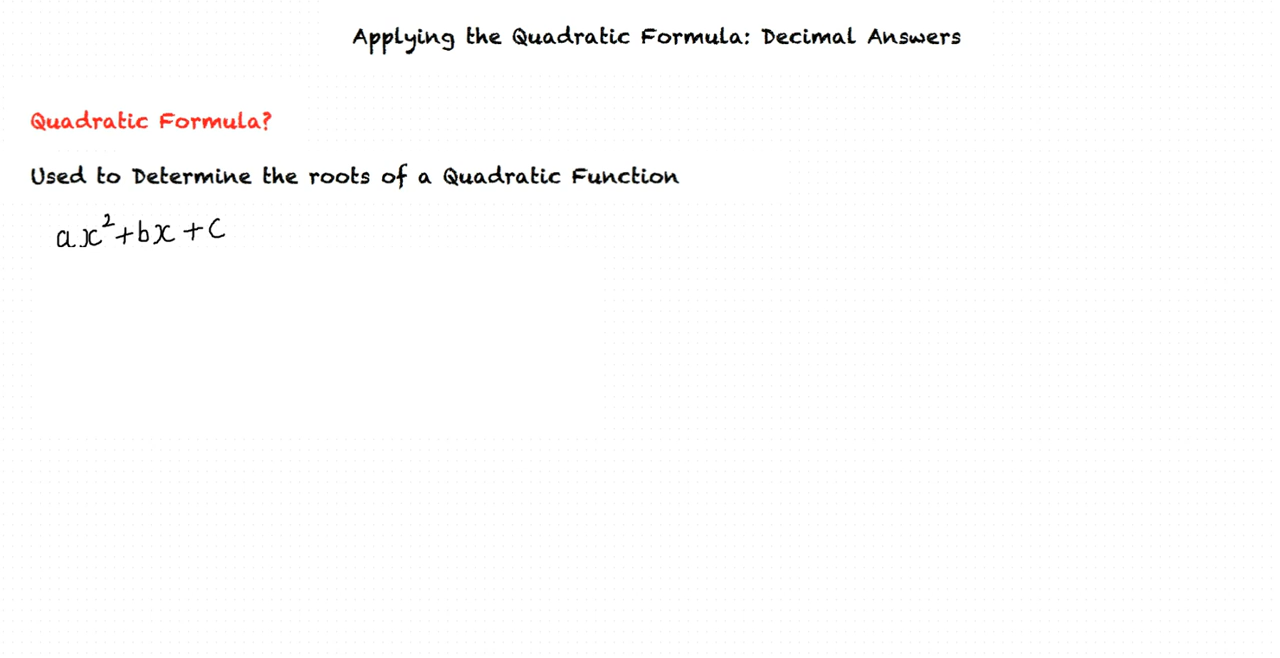 Applying the Quadratic Formula: Decimal Answers
Quadratic Formula?
Used to Determine the roots of a Quadratic Function
ax²+bx+c